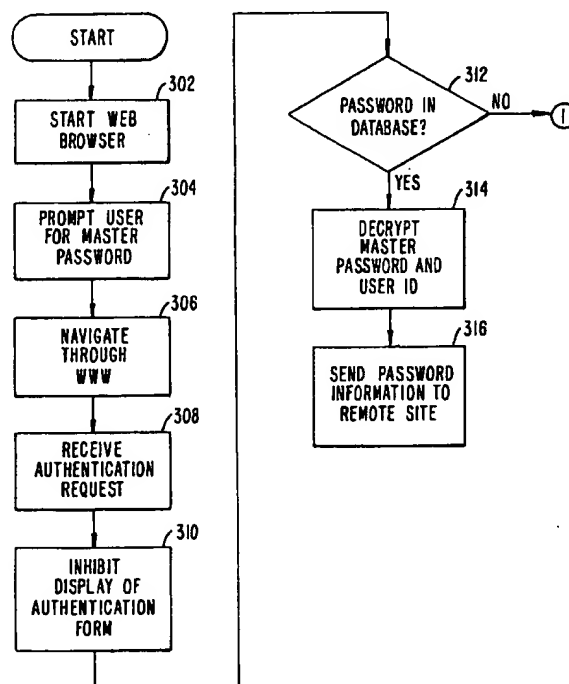 START
302
START WEB
BROWSER
304
PROMPT USER
FOR MASTER
PASSWORD
306
NAVIGATE
THROUGH
WWW
308
RECEIVE
AUTHENTICATION
REQUEST
310
INHIBIT
DISPLAY OF
AUTHENTICATION
FORM
312
PASSWORD IN
DATABASE?
NO
1
YES
314
DECRYPT
MASTER
PASSWORD AND
USER ID
316
SEND PASSWORD
INFORMATION TO
REMOTE SITE